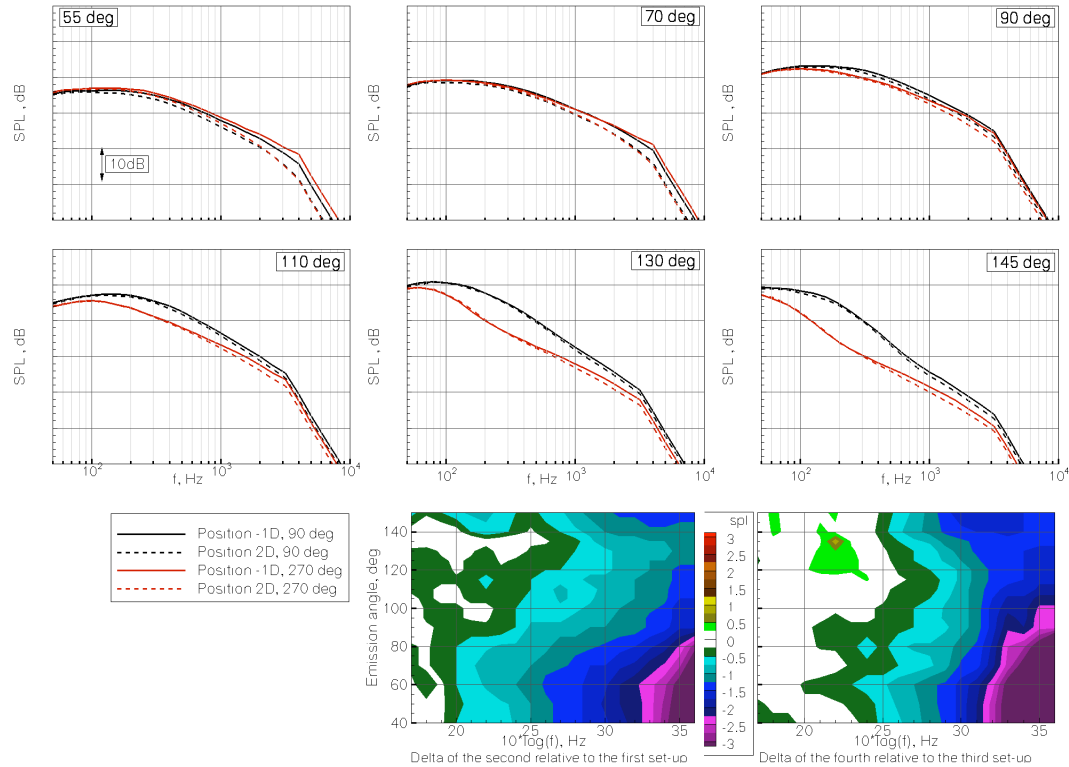 55 deg
70 deg
90 deg
SPL , dB
SPL , dB
SPL , dB
10dB
110 deg
130 deg
145 deg
SPL , dB
SPL , dB
SPL , dB
10² 10³ 10⁴
10² 10³ 10⁴
10² 10³ 10⁴
f, Hz
f, Hz
f, Hz
Position -1D, 90 deg
Position 2D, 90 deg
Position -1D, 270 deg
Position 2D, 270 deg
Emission angle, deg
140
120
100
80
60
40
20 25 30 35
10*log(f), Hz
Delta of the second relative to the first set-up
spl
3
2.5
2
1.5
1
0.5
0
-0.5
-1
-1.5
-2
-2.5
-3
20 25 30 35
10*log(f), Hz
Delta of the fourth relative to the third set-up